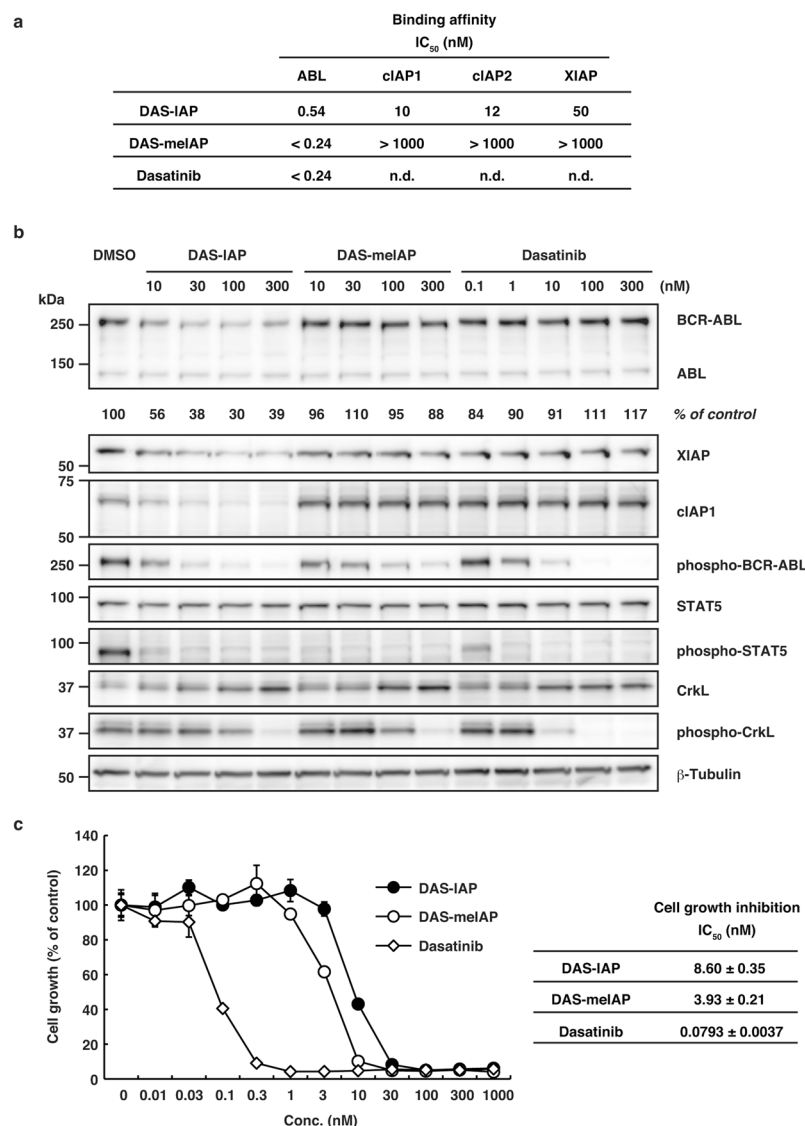 a
Binding affinity
IC50 (nM)
ABL cIAP1 cIAP2 XIAP
DAS-IAP 0.54 10 12 50
DAS-meIAP < 0.24 > 1000 > 1000 > 1000
Dasatinib < 0.24 n.d. n.d. n.d.
b
DMSO DAS-IAP DAS-meIAP Dasatinib
10 30 100 300 10 30 100 300 0.1 1 10 100 300 (nM)
kDa
250 BCR-ABL
150
ABL
100 56 38 30 39 96 110 95 88 84 90 91 111 117 % of control
XIAP
50
75
cIAP1
50
250 phospho-BCR-ABL
100 STAT5
100 phospho-STAT5
37 CrkL
37 phospho-CrkL
50 β-Tubulin
c
Cell growth (% of control)
140
120
100
80
60
40
20
0
DAS-IAP
DAS-meIAP
Dasatinib
0 0.01 0.03 0.1 0.3 1 3 10 30 100 300 1000
Conc. (nM)
Cell growth inhibition
IC50 (nM)
DAS-IAP 8.60 ± 0.35
DAS-meIAP 3.93 ± 0.21
Dasatinib 0.0793 ± 0.0037